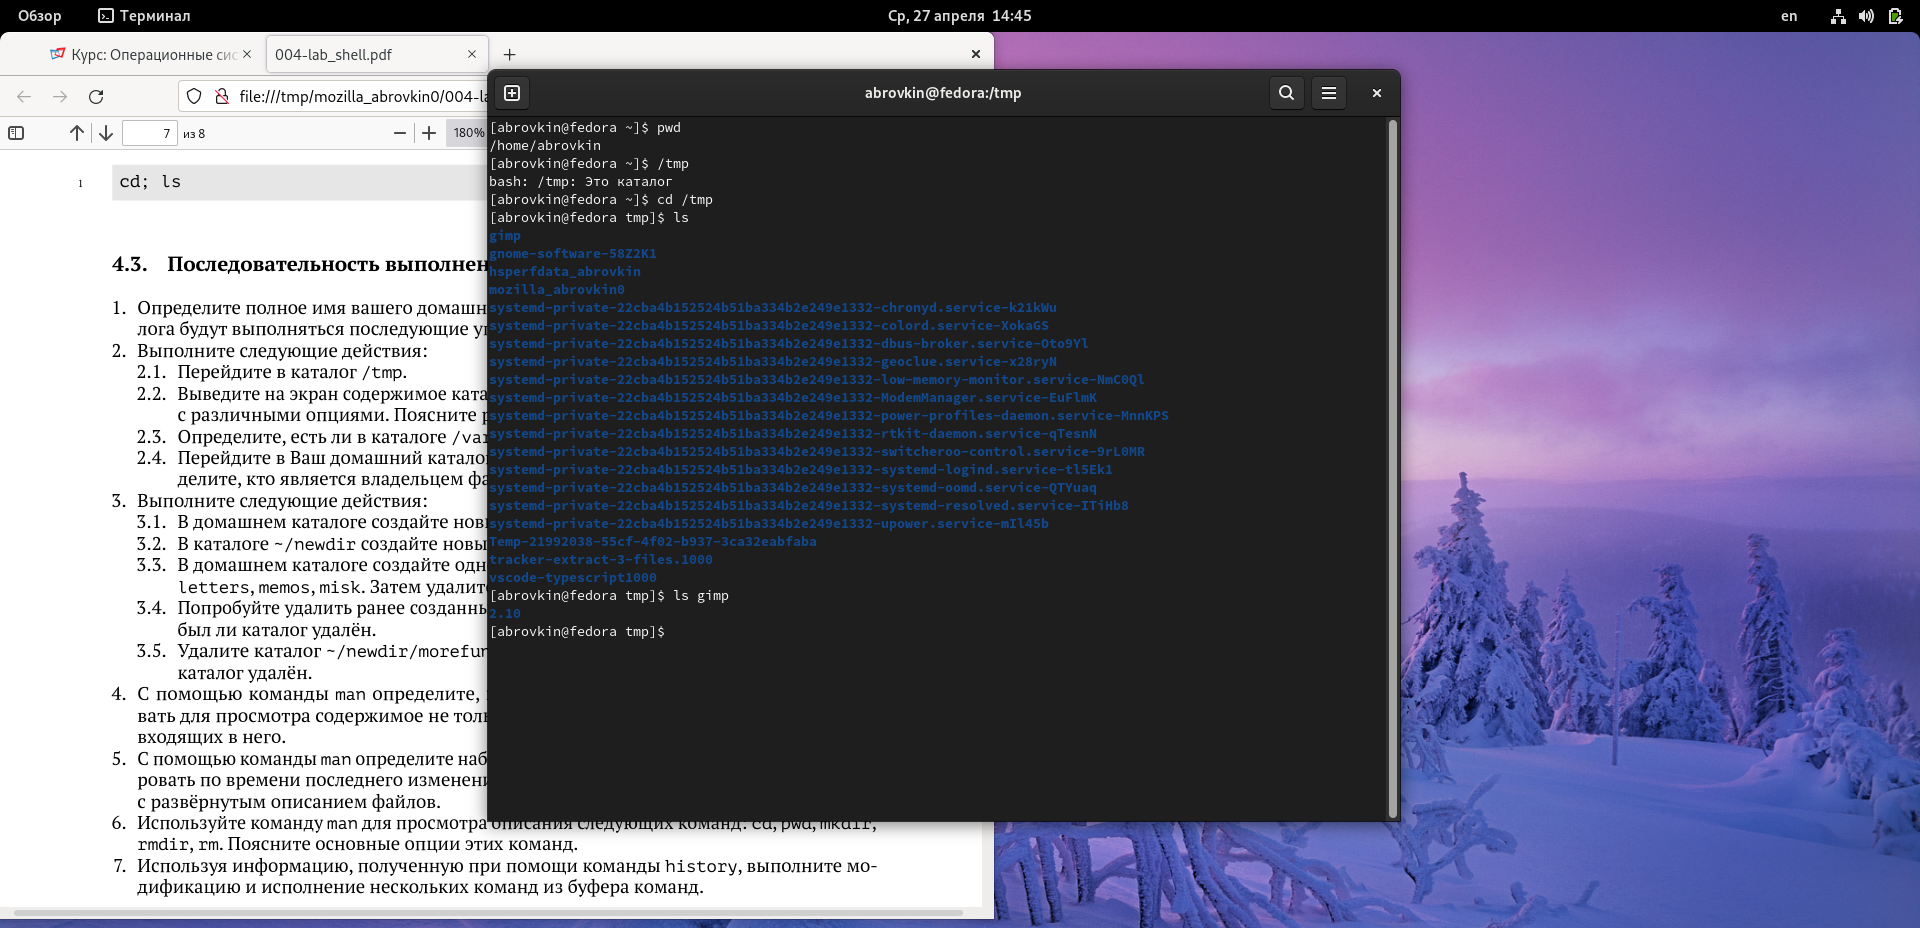 Обзор
Терминал
Ср, 27 апреля 14:45
en
Курс: Операционные сис
004-lab_shell.pdf
file:///tmp/mozilla_abrovkin0/004-la
7 из 8
180%
1 cd; ls
4.3. Последовательность выполнен
1. Определите полное имя вашего домашн
лога будут выполняться последующие у
2. Выполните следующие действия:
2.1. Перейдите в каталог /tmp.
2.2. Выведите на экран содержимое ката
с различными опциями. Поясните р
2.3. Определите, есть ли в каталоге /var
2.4. Перейдите в Ваш домашний катало
делите, кто является владельцем фа
3. Выполните следующие действия:
3.1. В домашнем каталоге создайте нов
3.2. В каталоге ~/newdir создайте новы
3.3. В домашнем каталоге создайте одн
letters, memos, misk. Затем удалит
3.4. Попробуйте удалить ранее созданны
был ли каталог удалён.
3.5. Удалите каталог ~/newdir/morefun
каталог удалён.
4. С помощью команды man определите,
вать для просмотра содержимое не толь
входящих в него.
5. С помощью команды man определите наб
ровать по времени последнего изменени
с развёрнутым описанием файлов.
6. Используйте команду man для просмотра описания следующих команд: cd, pwd, mkdir,
rmdir, rm. Поясните основные опции этих команд.
7. Используя информацию, полученную при помощи команды history, выполните мо-
дификацию и исполнение нескольких команд из буфера команд.
abrovkin@fedora:/tmp
[abrovkin@fedora ~]$ pwd
/home/abrovkin
[abrovkin@fedora ~]$ /tmp
bash: /tmp: Это каталог
[abrovkin@fedora ~]$ cd /tmp
[abrovkin@fedora tmp]$ ls
gimp
gnome-software-58Z2K1
hsperfdata_abrovkin
mozilla_abrovkin0
systemd-private-22cba4b152524b51ba334b2e249e1332-chronyd.service-k21kWu
systemd-private-22cba4b152524b51ba334b2e249e1332-colord.service-XokaGS
systemd-private-22cba4b152524b51ba334b2e249e1332-dbus-broker.service-Oto9Yl
systemd-private-22cba4b152524b51ba334b2e249e1332-geoclue.service-x28ryN
systemd-private-22cba4b152524b51ba334b2e249e1332-low-memory-monitor.service-NmC0Ql
systemd-private-22cba4b152524b51ba334b2e249e1332-ModemManager.service-EuFlmK
systemd-private-22cba4b152524b51ba334b2e249e1332-power-profiles-daemon.service-MnnKPS
systemd-private-22cba4b152524b51ba334b2e249e1332-rtkit-daemon.service-qTesnN
systemd-private-22cba4b152524b51ba334b2e249e1332-switcheroo-control.service-9rL0MR
systemd-private-22cba4b152524b51ba334b2e249e1332-systemd-logind.service-tl5Ek1
systemd-private-22cba4b152524b51ba334b2e249e1332-systemd-oomd.service-QTYuaq
systemd-private-22cba4b152524b51ba334b2e249e1332-systemd-resolved.service-ITiHb8
systemd-private-22cba4b152524b51ba334b2e249e1332-upower.service-mIl45b
Temp-21992038-55cf-4f02-b937-3ca32eabfaba
tracker-extract-3-files.1000
vscode-typescript1000
[abrovkin@fedora tmp]$ ls gimp
2.10
[abrovkin@fedora tmp]$